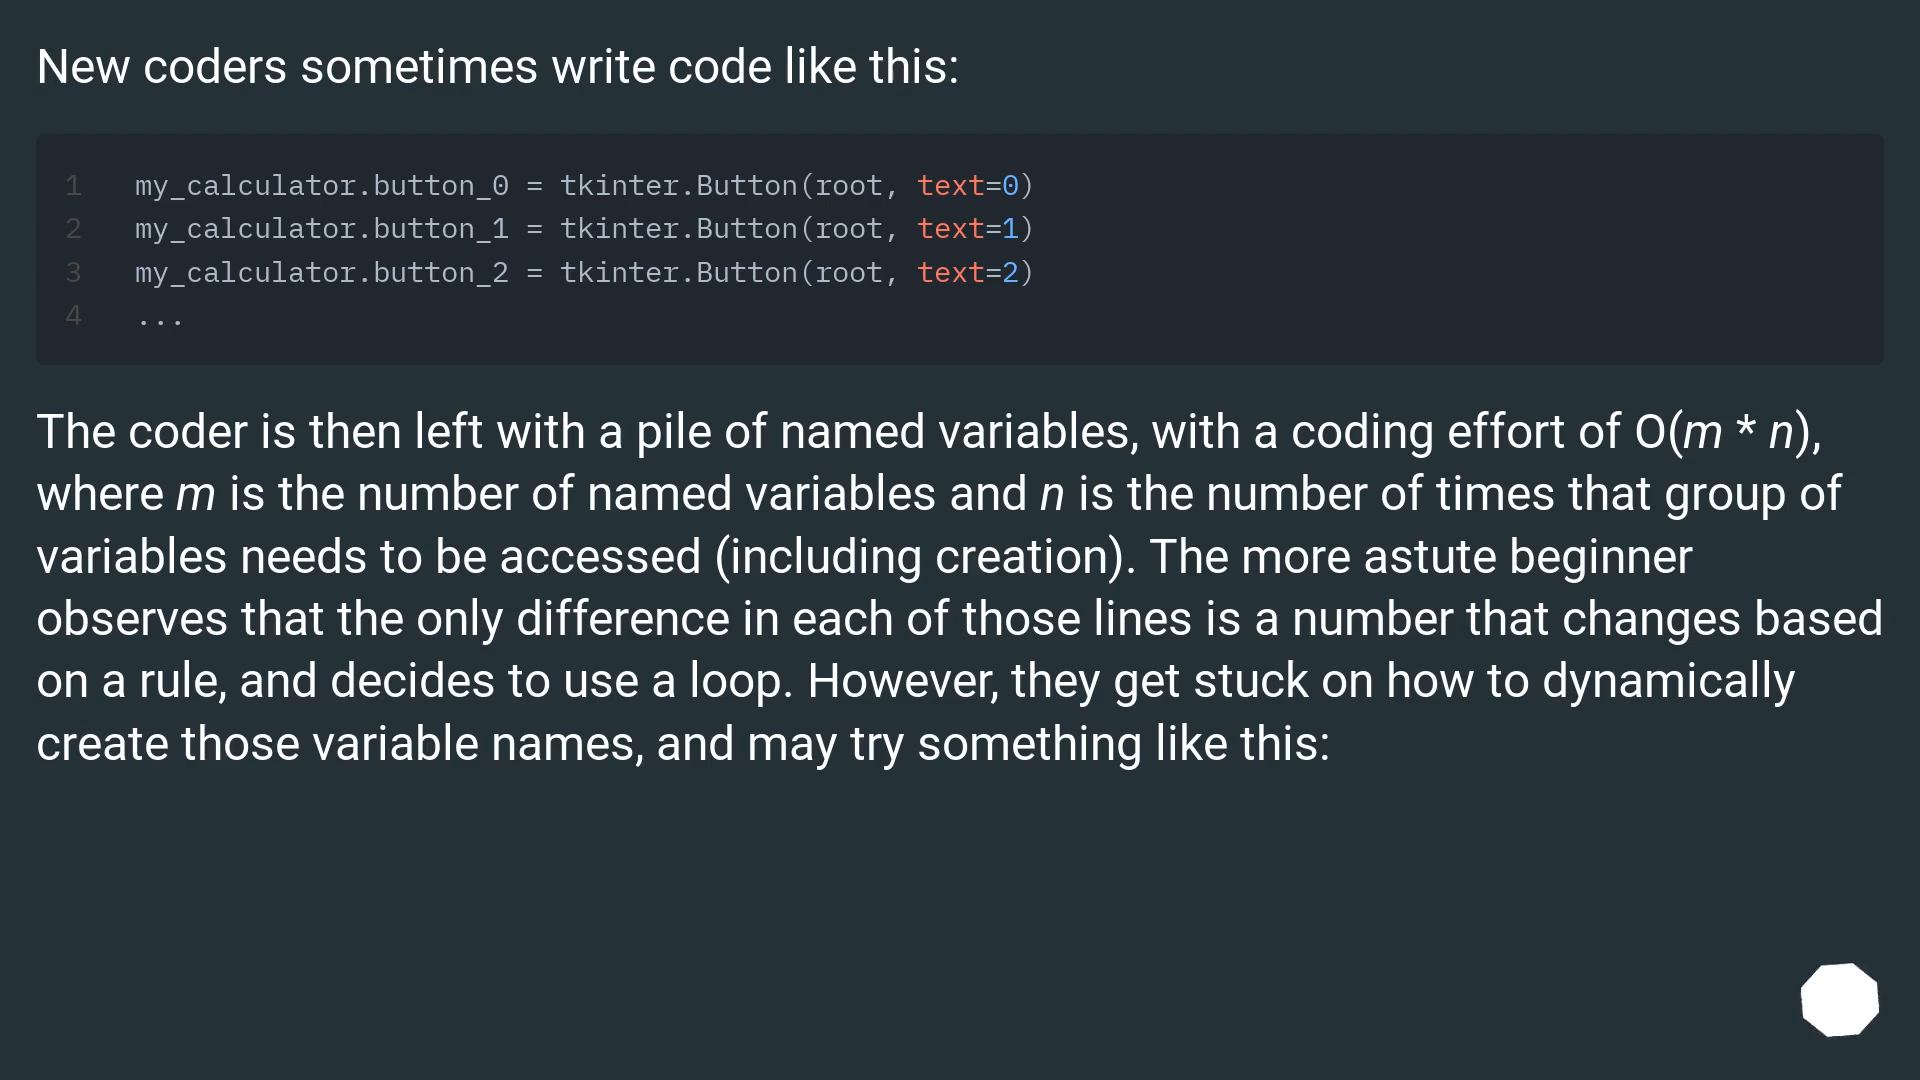 New coders sometimes write code like this:
1 my_calculator.button_0 = tkinter.Button(root, text=0)
2 my_calculator.button_1 = tkinter.Button(root, text=1)
3 my_calculator.button_2 = tkinter.Button(root, text=2)
4 ...
The coder is then left with a pile of named variables, with a coding effort of O(m * n),
where m is the number of named variables and n is the number of times that group of
variables needs to be accessed (including creation). The more astute beginner
observes that the only difference in each of those lines is a number that changes based
on a rule, and decides to use a loop. However, they get stuck on how to dynamically
create those variable names, and may try something like this: